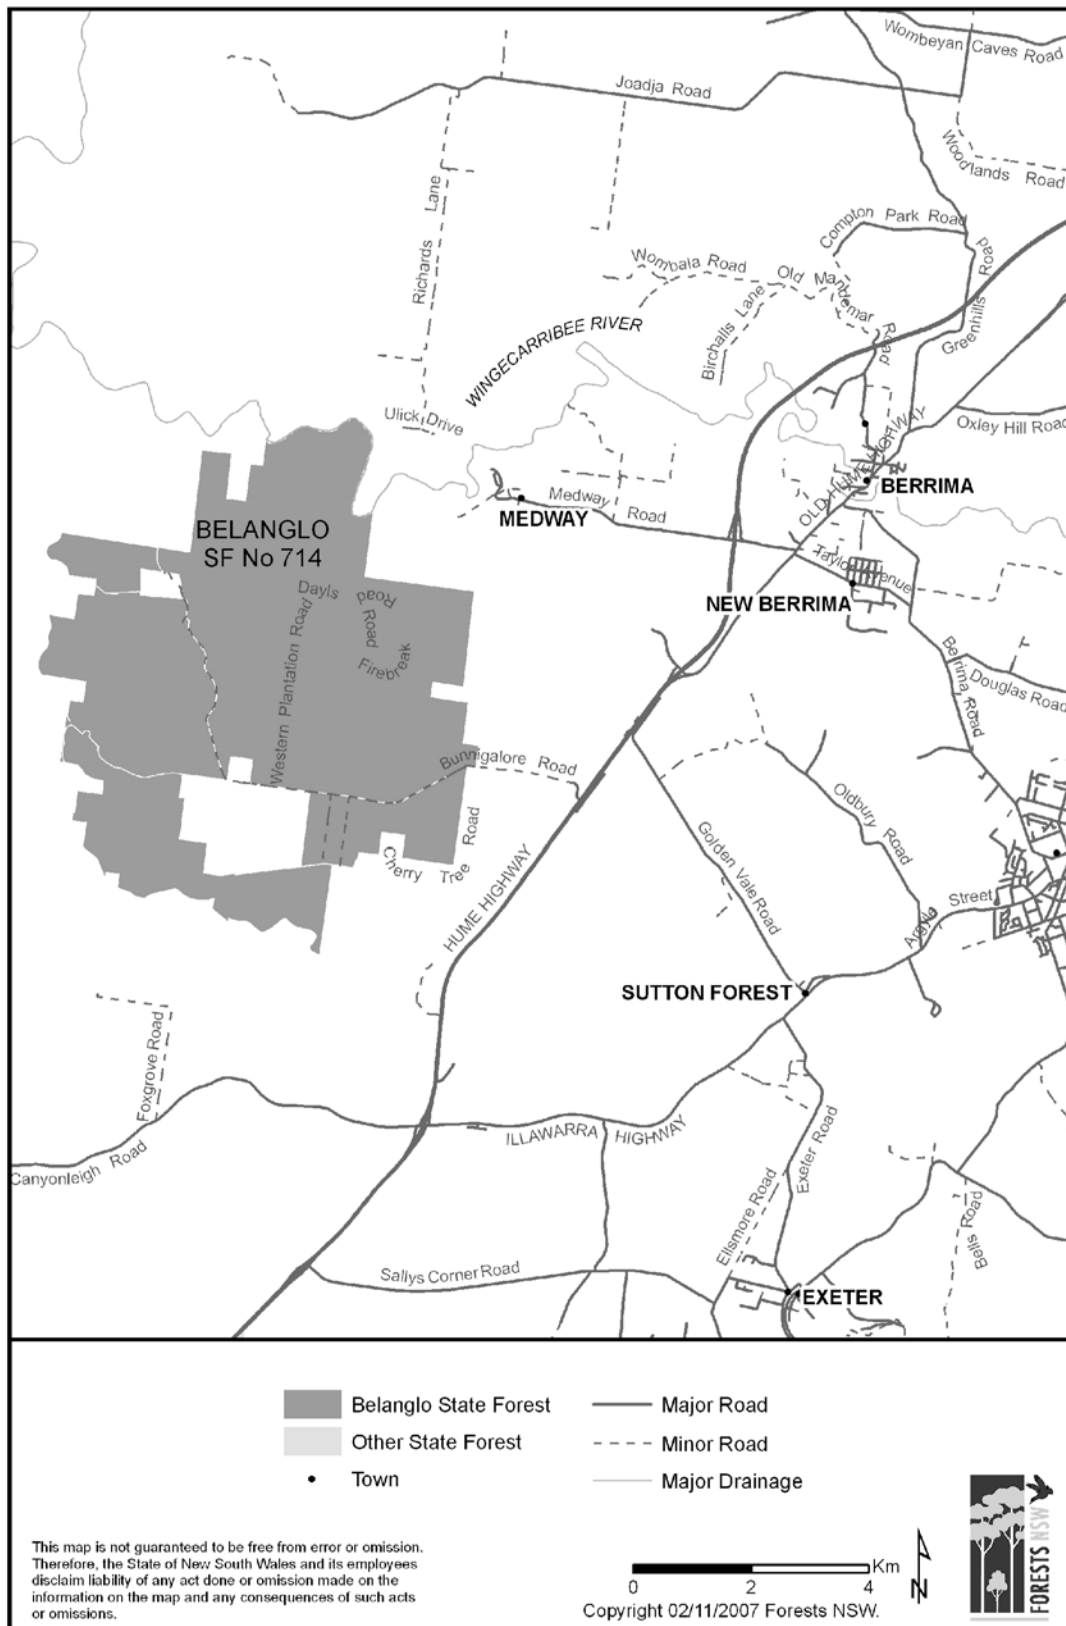 Wombeyan Caves Road
Joadja Road
Woodlands Road
Richards Lane
Compton Park Road
Wombala Road
Old Mandemar Road
Birchalls Lane
Greenhills Road
WINGECARRIBEE RIVER
Ulick Drive
Oxley Hill Road
OLD HUME HIGHWAY
BERRIMA
Medway Road
MEDWAY
BELANGLO
SF No 714
Taylor Avenue
NEW BERRIMA
Dayls Road
Firebreak Road
Western Plantation Road
Berrima Road
Douglas Road
Bunnigalore Road
Oldbury Road
Golden Vale Road
Cherry Tree Road
HUME HIGHWAY
Argyle Street
SUTTON FOREST
Foxgrove Road
Canyonleigh Road
ILLAWARRA HIGHWAY
Exeter Road
Ellsmore Road
Bells Road
Sallys Corner Road
EXETER
Belanglo State Forest
Other State Forest
Town
Major Road
Minor Road
Major Drainage
This map is not guaranteed to be free from error or omission.
Therefore, the State of New South Wales and its employees
disclaim liability of any act done or omission made on the
information on the map and any consequences of such acts
or omissions.
Km
0 2 4
N
Copyright 02/11/2007 Forests NSW.
FORESTS NSW